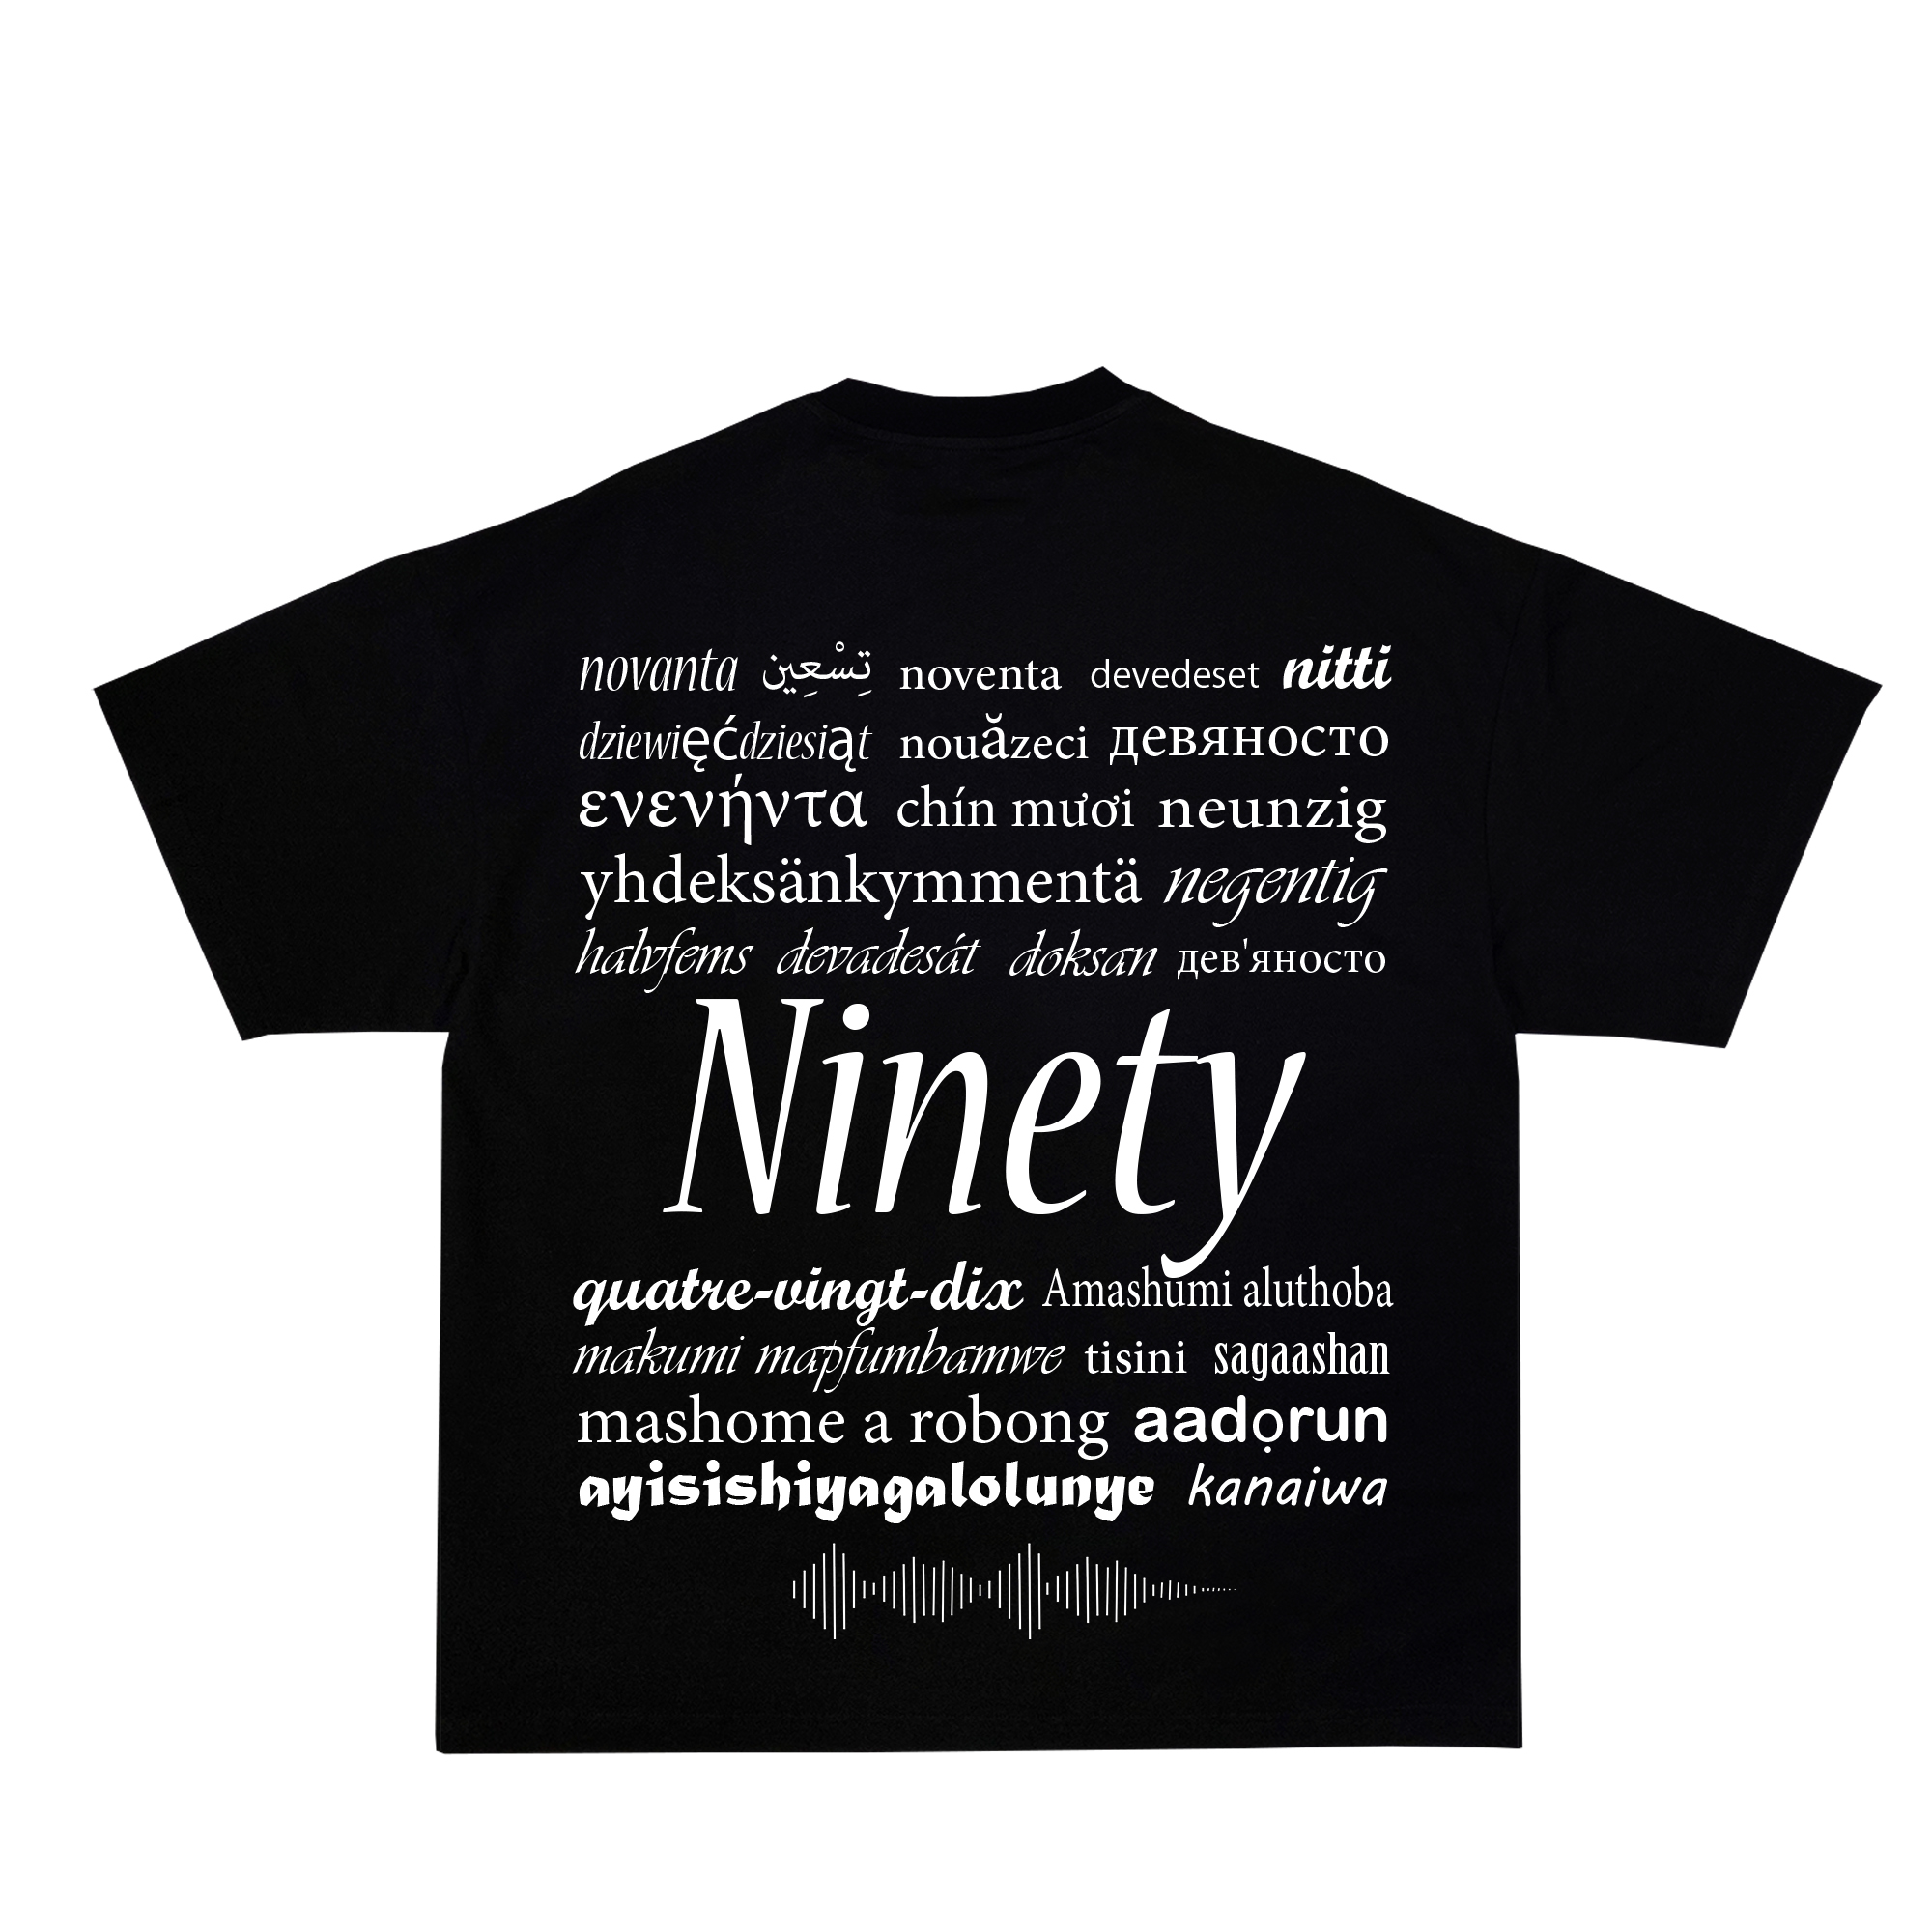 novanta تِسْعِين noventa devedeset nitti
dziewięćdziesiąt nouăzeci девяносто
ενενήντα chín mươi neunzig
yhdeksänkymmentä negentig
halvfems devadesát doksan дев'яносто
Ninety
quatre-vingt-dix Amashumi aluthoba
makumi mapfumbamwe tisini sagaashan
mashome a robong aadọrun
ayisishiyagalolunye kanaiwa